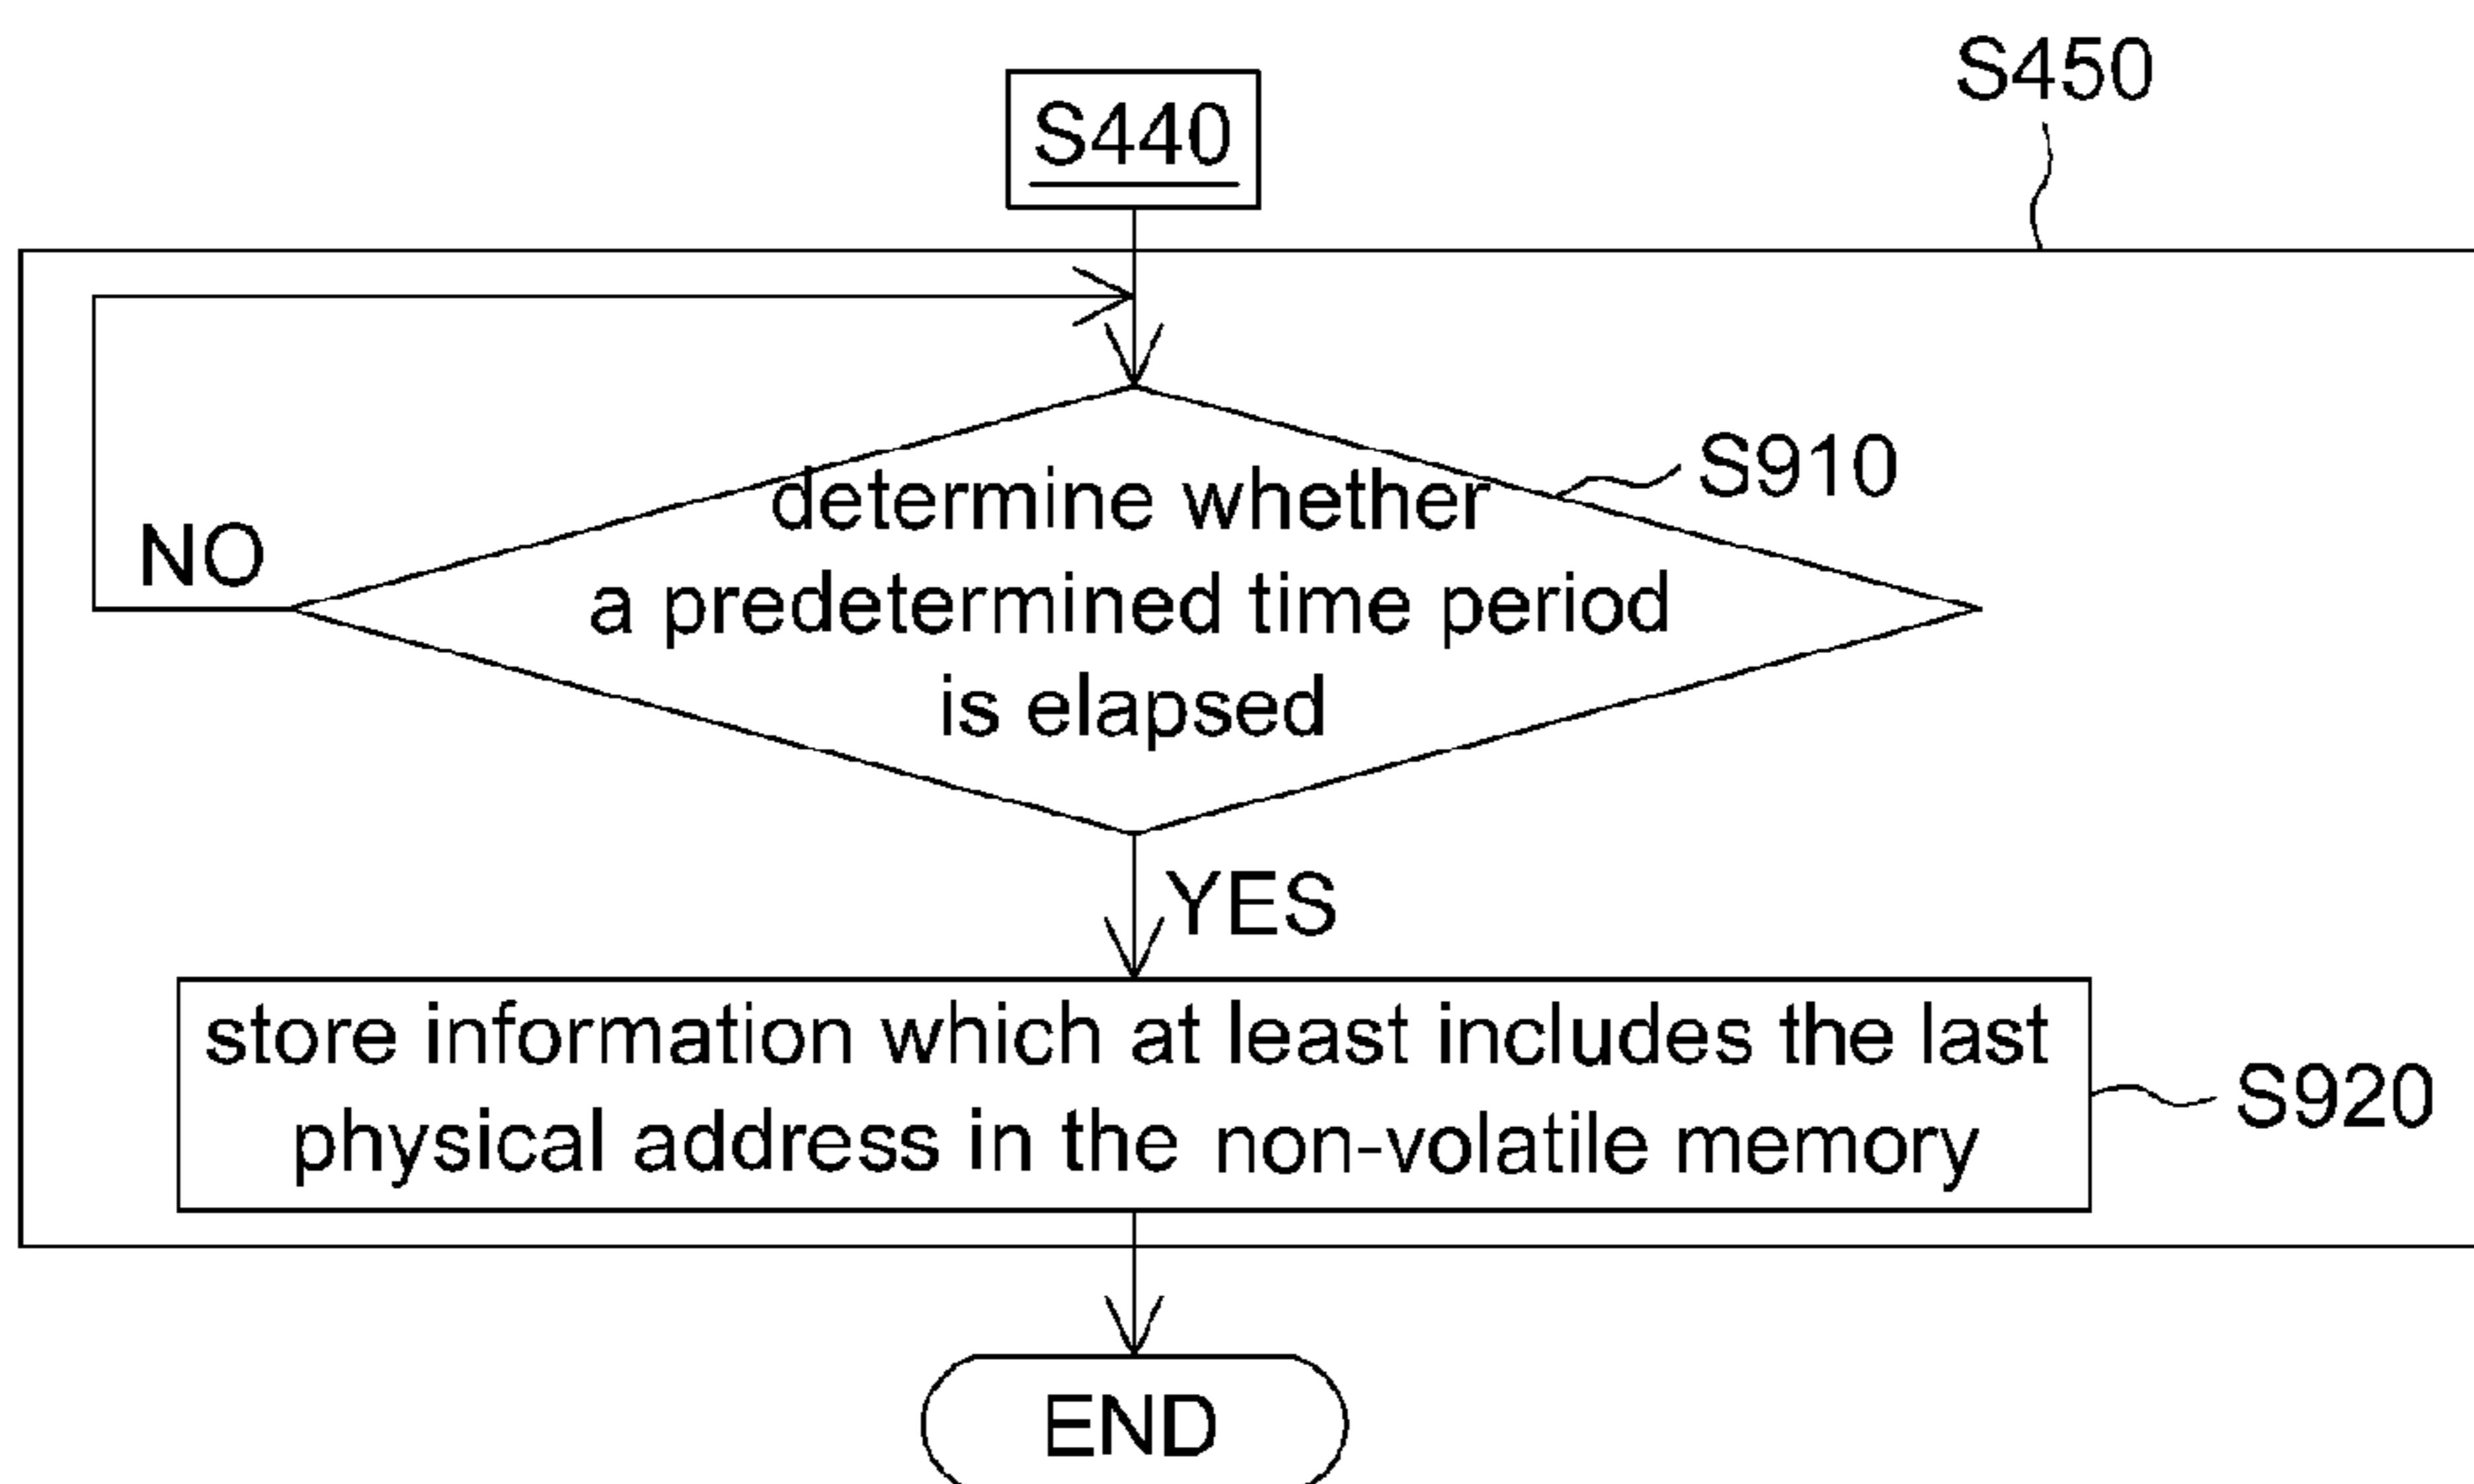 S450
S440
S910
determine whether
a predetermined time period
is elapsed
NO
YES
store information which at least includes the last
physical address in the non-volatile memory
S920
END